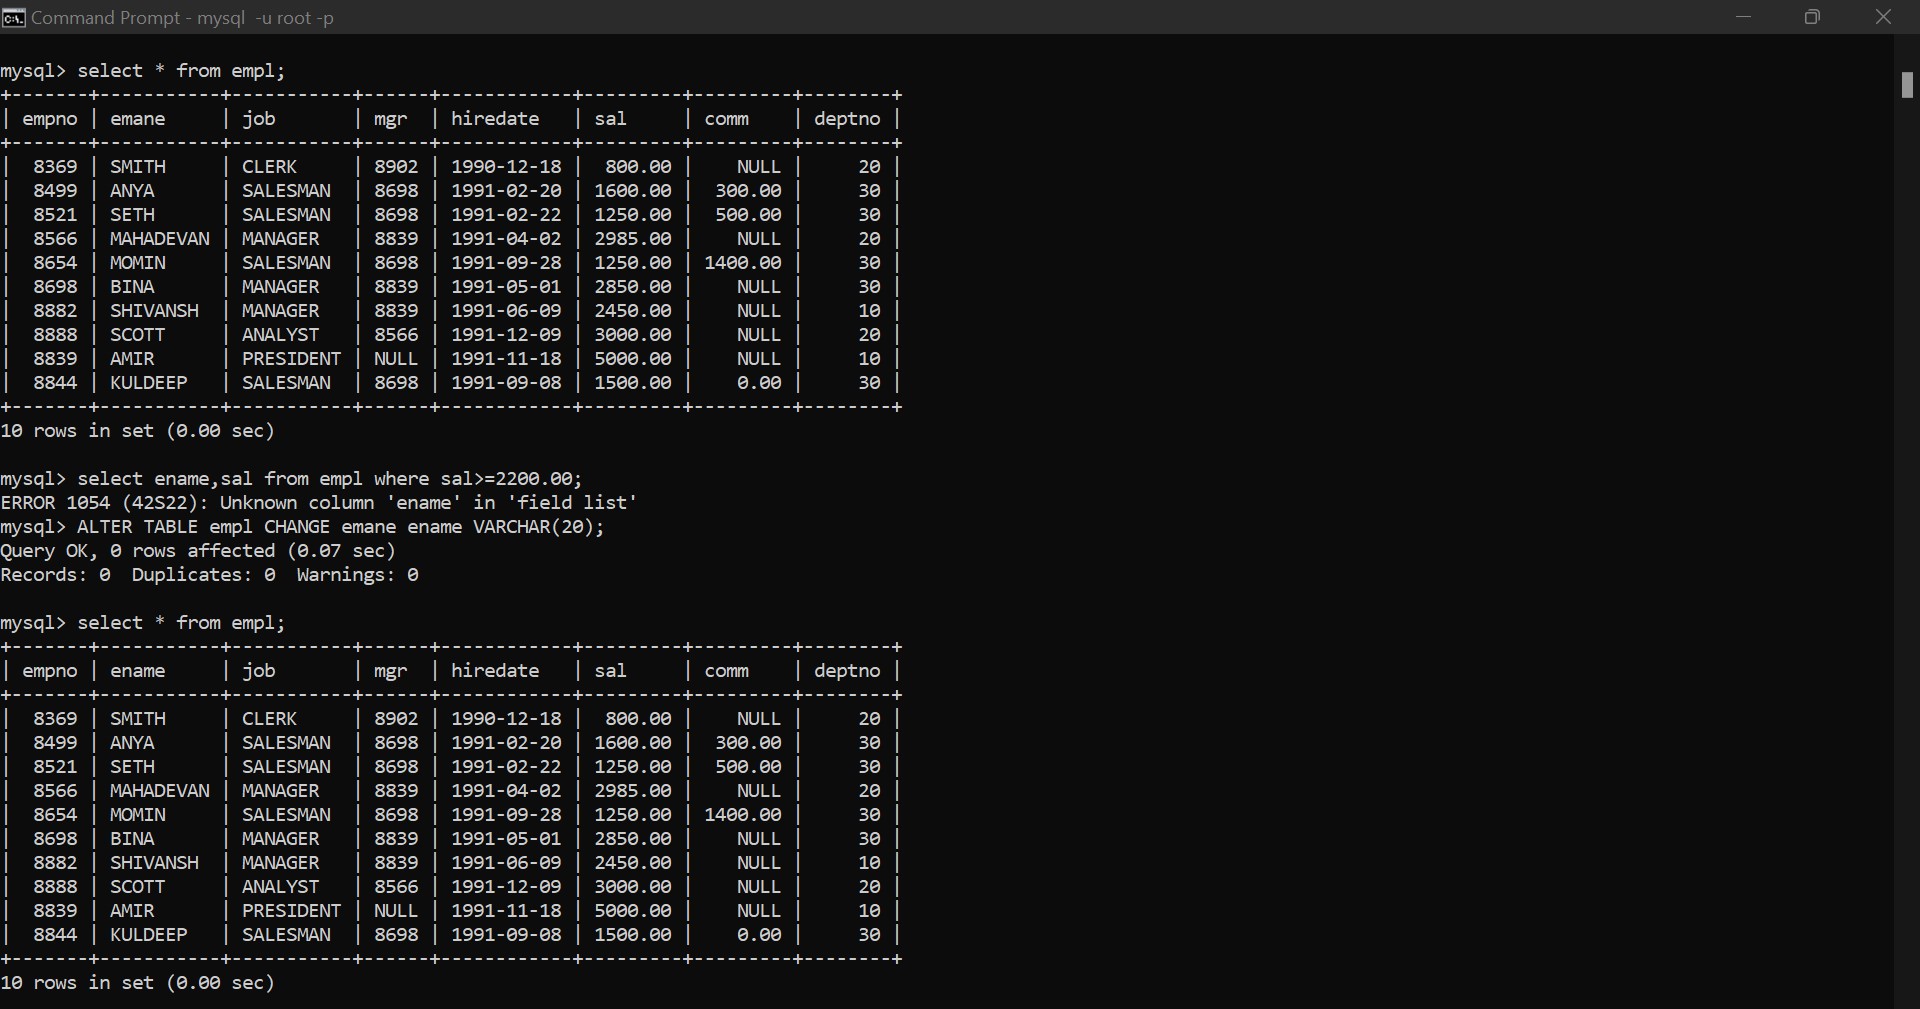 Command Prompt - mysql  -u root -p
mysql> select * from empl;
+-------+-----------+-----------+------+------------+---------+---------+--------+
| empno | emane     | job       | mgr  | hiredate   | sal     | comm    | deptno |
+-------+-----------+-----------+------+------------+---------+---------+--------+
|  8369 | SMITH     | CLERK     | 8902 | 1990-12-18 |  800.00 |    NULL |     20 |
|  8499 | ANYA      | SALESMAN  | 8698 | 1991-02-20 | 1600.00 |  300.00 |     30 |
|  8521 | SETH      | SALESMAN  | 8698 | 1991-02-22 | 1250.00 |  500.00 |     30 |
|  8566 | MAHADEVAN | MANAGER   | 8839 | 1991-04-02 | 2985.00 |    NULL |     20 |
|  8654 | MOMIN     | SALESMAN  | 8698 | 1991-09-28 | 1250.00 | 1400.00 |     30 |
|  8698 | BINA      | MANAGER   | 8839 | 1991-05-01 | 2850.00 |    NULL |     30 |
|  8882 | SHIVANSH  | MANAGER   | 8839 | 1991-06-09 | 2450.00 |    NULL |     10 |
|  8888 | SCOTT     | ANALYST   | 8566 | 1991-12-09 | 3000.00 |    NULL |     20 |
|  8839 | AMIR      | PRESIDENT | NULL | 1991-11-18 | 5000.00 |    NULL |     10 |
|  8844 | KULDEEP   | SALESMAN  | 8698 | 1991-09-08 | 1500.00 |    0.00 |     30 |
+-------+-----------+-----------+------+------------+---------+---------+--------+
10 rows in set (0.00 sec)
mysql> select ename,sal from empl where sal>=2200.00;
ERROR 1054 (42S22): Unknown column 'ename' in 'field list'
mysql> ALTER TABLE empl CHANGE emane ename VARCHAR(20);
Query OK, 0 rows affected (0.07 sec)
Records: 0  Duplicates: 0  Warnings: 0
mysql> select * from empl;
+-------+-----------+-----------+------+------------+---------+---------+--------+
| empno | ename     | job       | mgr  | hiredate   | sal     | comm    | deptno |
+-------+-----------+-----------+------+------------+---------+---------+--------+
|  8369 | SMITH     | CLERK     | 8902 | 1990-12-18 |  800.00 |    NULL |     20 |
|  8499 | ANYA      | SALESMAN  | 8698 | 1991-02-20 | 1600.00 |  300.00 |     30 |
|  8521 | SETH      | SALESMAN  | 8698 | 1991-02-22 | 1250.00 |  500.00 |     30 |
|  8566 | MAHADEVAN | MANAGER   | 8839 | 1991-04-02 | 2985.00 |    NULL |     20 |
|  8654 | MOMIN     | SALESMAN  | 8698 | 1991-09-28 | 1250.00 | 1400.00 |     30 |
|  8698 | BINA      | MANAGER   | 8839 | 1991-05-01 | 2850.00 |    NULL |     30 |
|  8882 | SHIVANSH  | MANAGER   | 8839 | 1991-06-09 | 2450.00 |    NULL |     10 |
|  8888 | SCOTT     | ANALYST   | 8566 | 1991-12-09 | 3000.00 |    NULL |     20 |
|  8839 | AMIR      | PRESIDENT | NULL | 1991-11-18 | 5000.00 |    NULL |     10 |
|  8844 | KULDEEP   | SALESMAN  | 8698 | 1991-09-08 | 1500.00 |    0.00 |     30 |
+-------+-----------+-----------+------+------------+---------+---------+--------+
10 rows in set (0.00 sec)